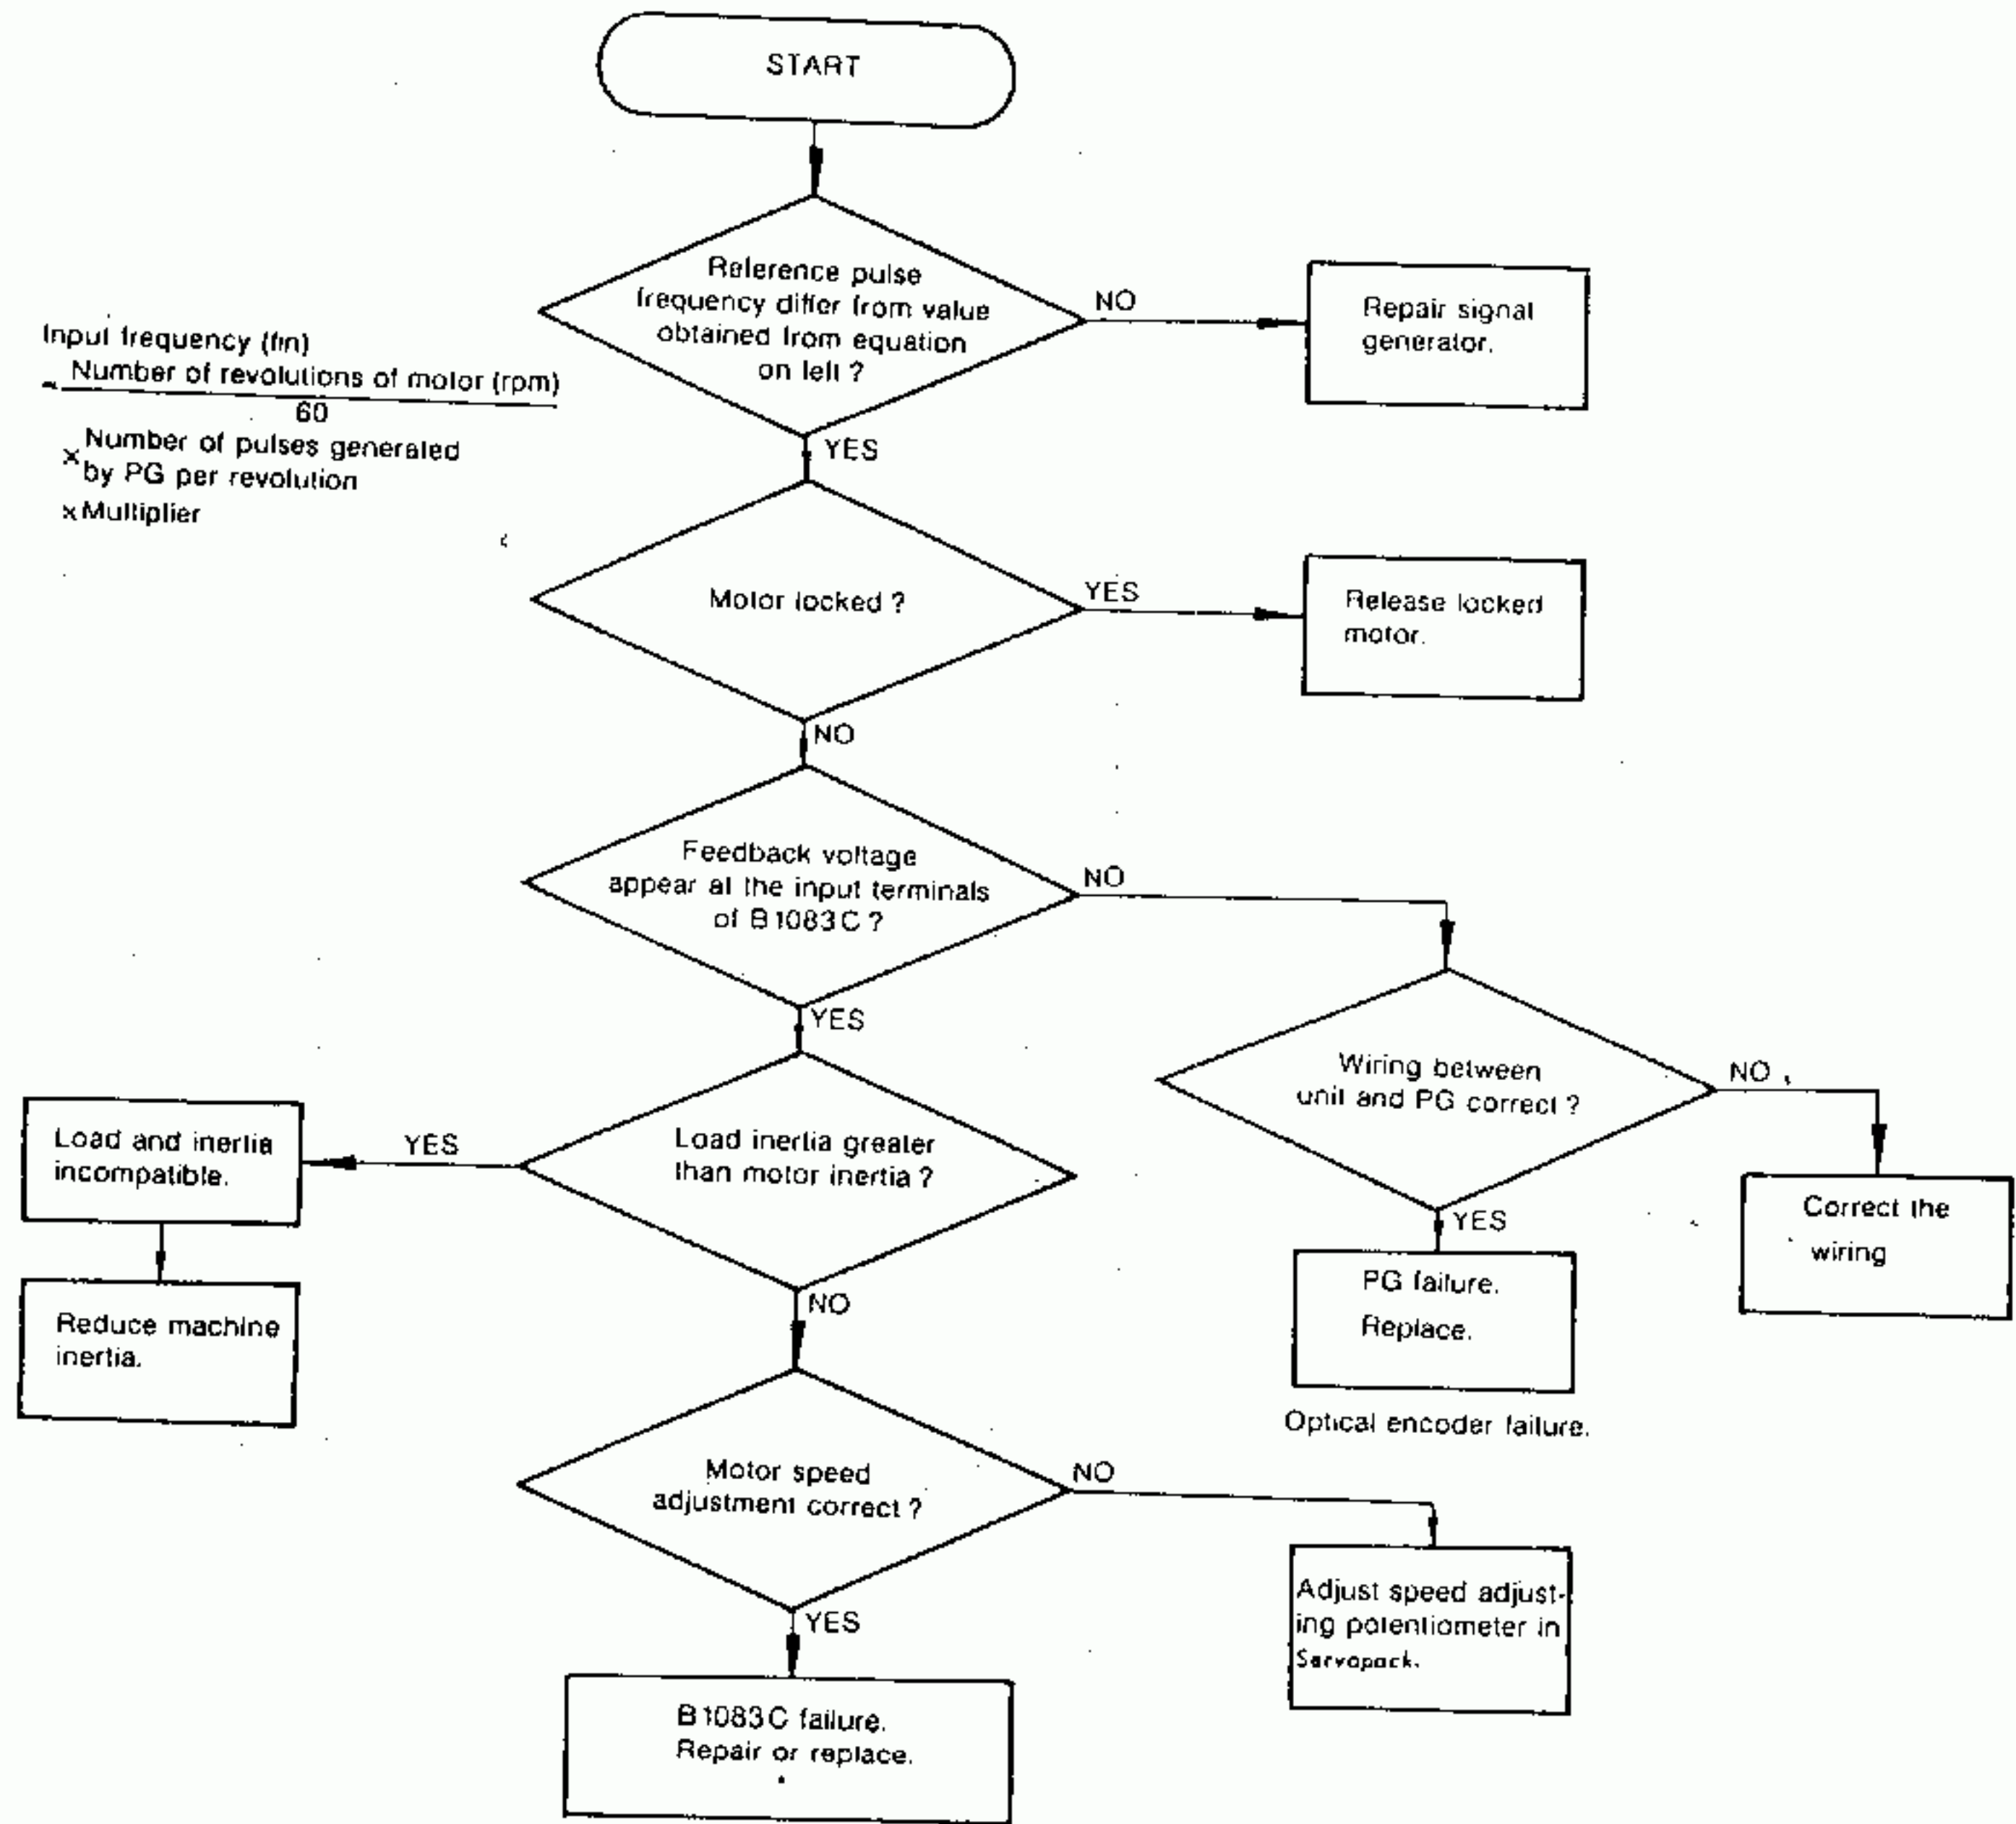 START
Reference pulse
frequency differ from value
obtained from equation
on left ?
NO
Repair signal
generator.
Input frequency (fin)
Number of revolutions of motor (rpm)
60
× Number of pulses generated
by PG per revolution
× Multiplier
YES
Motor locked ?
YES
Release locked
motor.
NO
Feedback voltage
appear at the input terminals
of B1083C ?
NO
YES
Wiring between
unit and PG correct ?
NO
Correct the
wiring
YES
PG failure.
Replace.
Optical encoder failure.
Load inertia greater
than motor inertia ?
YES
Load and inertia
incompatible.
Reduce machine
inertia.
NO
Motor speed
adjustment correct ?
NO
Adjust speed adjust-
ing potentiometer in
Servopack.
YES
B1083C failure.
Repair or replace.